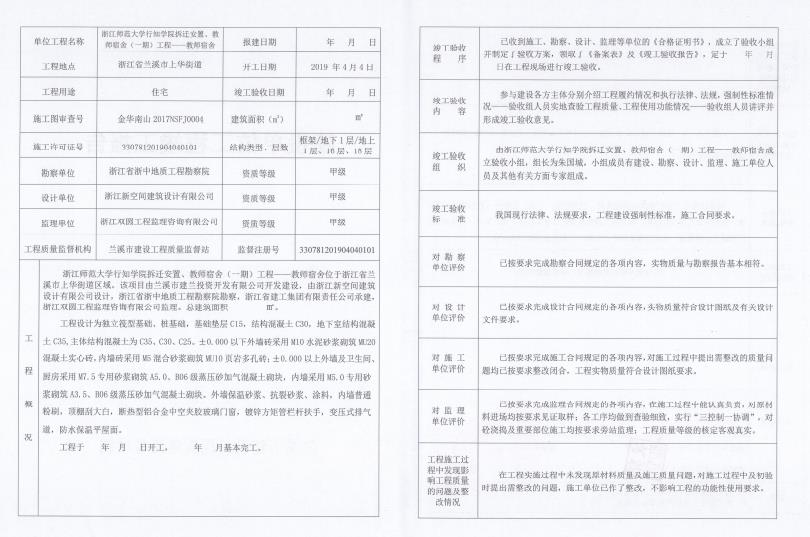 单位工程名称
浙江师范大学行知学院拆迁安置、教
师宿舍（一期）工程——教师宿舍
报建日期
年 月 日
工程地点
浙江省兰溪市上华街道
开工日期
2019 年 4 月 4 日
工程用途
住宅
竣工验收日期
年 月 日
施工图审查号
金华南山 2017NSFJ0004
建筑面积（㎡）
㎡
施工许可证号
330781201904040101
结构类型、层数
框架/地下 1 层/地上
1 层、16 层、18 层
勘察单位
浙江省浙中地质工程勘察院
资质等级
甲级
设计单位
浙江新空间建筑设计有限公司
资质等级
甲级
监理单位
浙江双圆工程监理咨询有限公司
资质等级
甲级
工程质量监督机构
兰溪市建设工程质量监督站
监督注册号
330781201904040101
工
程
概
况
浙江师范大学行知学院拆迁安置、教师宿舍（一期）工程——教师宿舍位于浙江省兰
溪市上华街道区域。该项目由兰溪市建兰投资开发有限公司开发建设，由浙江新空间建筑
设计有限公司设计，浙江省浙中地质工程勘察院勘察，浙江省建工集团有限责任公司承建，
浙江双圆工程监理咨询有限公司监理。总建筑面积 ㎡。
工程设计为独立筏型基础、桩基础，基础垫层 C15，结构混凝土 C30，地下室结构混凝
土 C35,主体结构混凝土为 C35、C30、C25。±0.000 以下外墙砖采用 M10 水泥砂浆砌筑 MU20
混凝土实心砖，内墙砖采用 M5 混合砂浆砌筑 MU10 页岩多孔砖；±0.000 以上外墙及卫生间、
厨房采用 M7.5 专用砂浆砌筑 A5.0、B06 级蒸压砂加气混凝土砌块，内墙采用 M5.0 专用砂
浆砌筑 A3.5、B06 级蒸压砂加气混凝土砌块。外墙保温砂浆、抗裂砂浆、涂料，内墙普通
粉刷，顶棚刮大白，断热型铝合金中空夹胶玻璃门窗，镀锌方矩管栏杆扶手，变压式排气
道，防水保温平屋面。
工程于 年 月 日开工， 年 月基本完工。
竣工验收
程 序
已收到施工、勘察、设计、监理等单位的《合格证明书》，成立了验收小组
并制定了验收方案，领取了《备案表》及《竣工验收报告》，定于 年 月
日在工程现场进行竣工验收。
竣工验收
内 容
参与建设各方主体分别介绍工程履约情况和执行法律、法规，强制性标准情
况——验收组人员实地查验工程质量、工程使用功能情况——验收组人员讲评并
形成竣工验收意见。
竣工验收
组 织
由浙江师范大学行知学院拆迁安置、教师宿舍（ 期）工程——教师宿舍成
立验收小组，组长为朱国城。小组成员有建设、勘察、设计、监理、施工单位人
员及其他有关方面专家组成。
竣工验收
标 准
我国现行法律、法规要求，工程建设强制性标准，施工合同要求。
对 勘 察
单位评价
已按要求完成勘察合同规定的各项内容，实物质量与勘察报告基本相符。
对 设 计
单位评价
已按要求完成设计合同规定的各项内容,实物质量符合设计图纸及有关设计
文件要求。
对 施 工
单位评价
已按要求完成施工合同规定的各项内容,对施工过程中提出需整改的质量问
题均已按要求整改闭合，工程实物质量符合设计图纸要求。
对 监 理
单位评价
已按要求完成监理合同规定的各项内容，在施工过程中能认真负责，对原材
料进场均按要求见证取样；各工序均做到查验细致，实行“三控制一协调”。对
砼浇捣及重要部位施工均按要求旁站监理；工程质量等级的核定客观真实。
工程施工过
程中发现影
响工程质量
的问题及整
改情况
在工程实施过程中未发现原材料质量及施工质量问题,对施工过程中及初验
时提出需整改的问题，施工单位已作了整改，不影响工程的功能性使用要求。